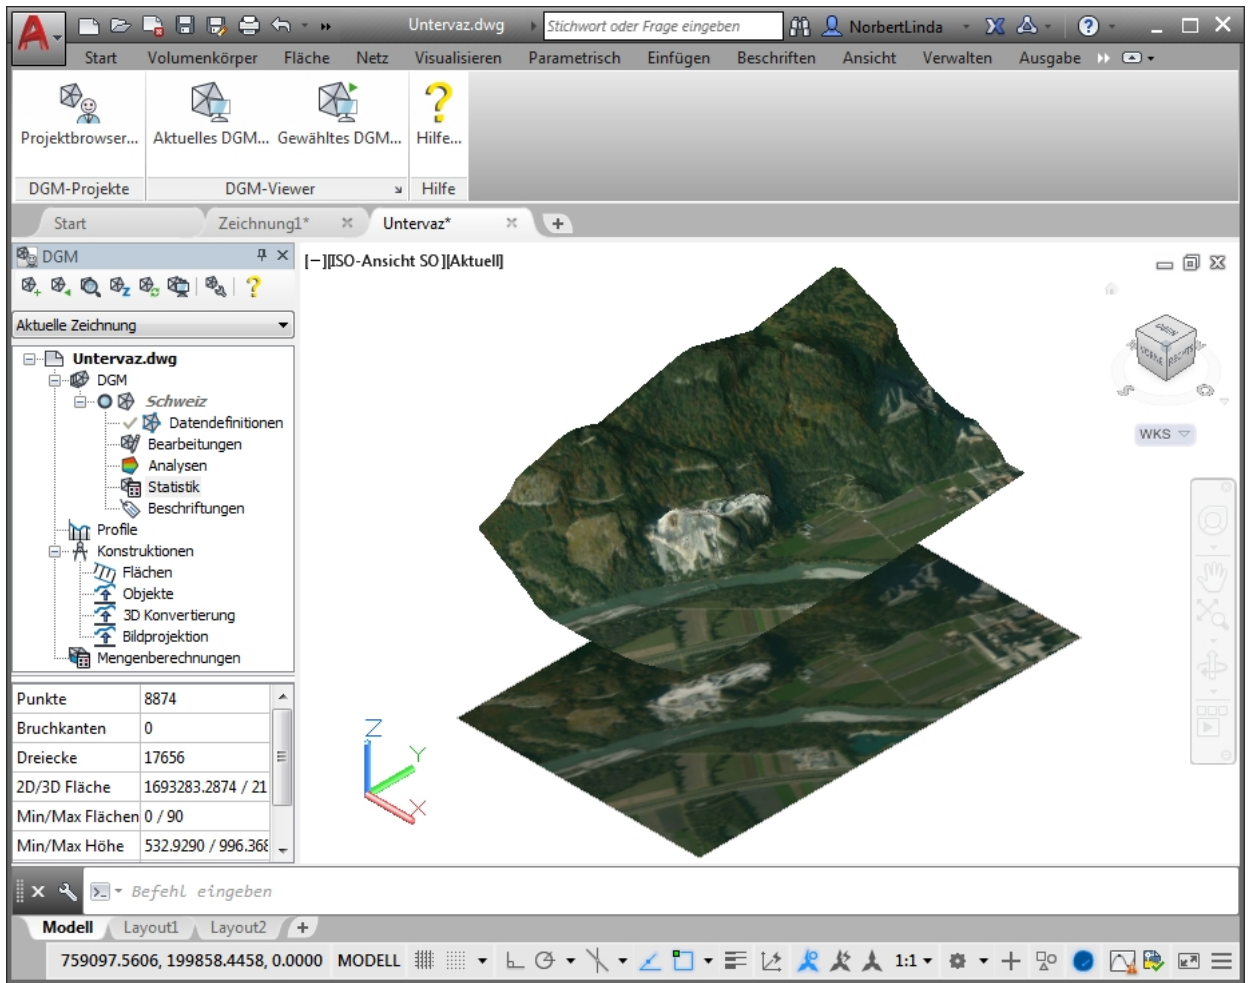 A
Untervaz.dwg
Stichwort oder Frage eingeben
NorbertLinda
Start Volumenkörper Fläche Netz Visualisieren Parametrisch Einfügen Beschriften Ansicht Verwalten Ausgabe
Projektbrowser... Aktuelles DGM... Gewähltes DGM... Hilfe...
DGM-Projekte DGM-Viewer Hilfe
Start Zeichnung1* Untervaz*
DGM
[−][ISO-Ansicht SO][Aktuell]
Aktuelle Zeichnung
Untervaz.dwg
DGM
Schweiz
Datendefinitionen
Bearbeitungen
Analysen
Statistik
Beschriftungen
Profile
Konstruktionen
Flächen
Objekte
3D Konvertierung
Bildprojektion
Mengenberechnungen
OBEN
VORNE RECHTS
WKS
Punkte 8874
Bruchkanten 0
Dreiecke 17656
2D/3D Fläche 1693283.2874 / 21
Min/Max Flächen 0 / 90
Min/Max Höhe 532.9290 / 996.368
Z
Y
X
Befehl eingeben
Modell Layout1 Layout2 +
759097.5606, 199858.4458, 0.0000 MODELL 1:1